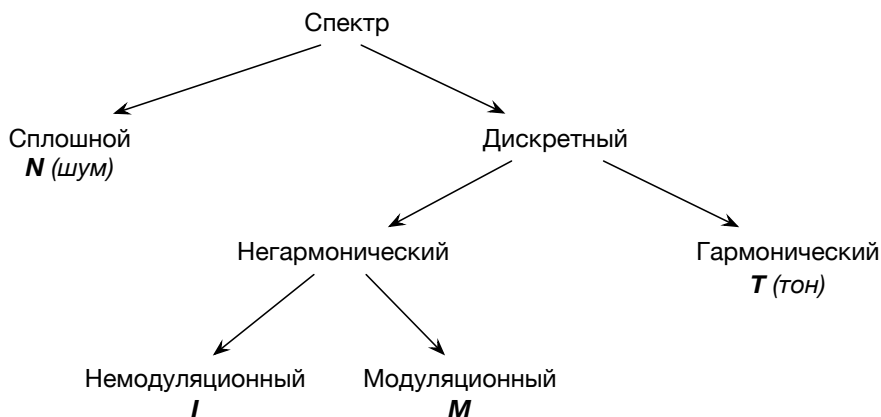 Спектр
Сплошной
N (шум)
Дискретный
Негармонический
Гармонический
T (тон)
Немодуляционный
I
Модуляционный
M